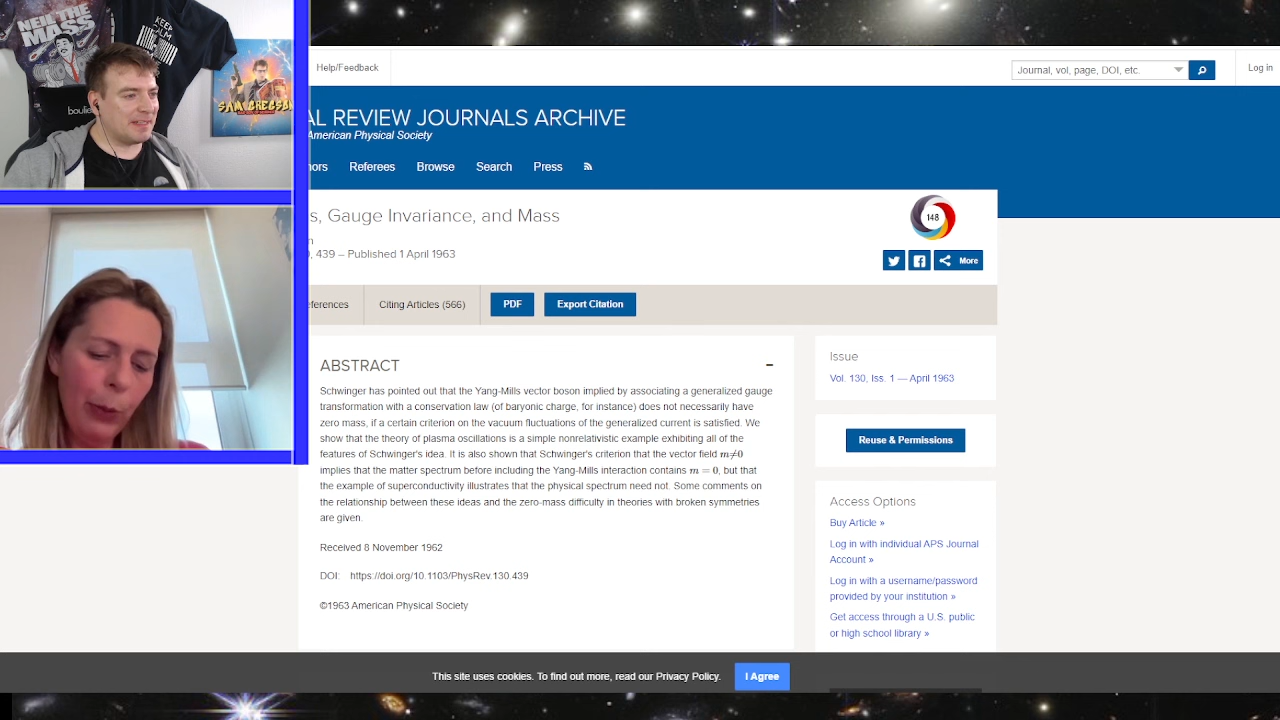 NEIL THE
MASS
KEEP
CALM
boulie
Help/Feedback
Journal, vol, page, DOI, etc.
Log in
AL REVIEW JOURNALS ARCHIVE
American Physical Society
hors Referees Browse Search Press
s, Gauge Invariance, and Mass
n
, 439 – Published 1 April 1963
148
More
eferences
Citing Articles (566)
PDF
Export Citation
ABSTRACT
Schwinger has pointed out that the Yang-Mills vector boson implied by associating a generalized gauge
transformation with a conservation law (of baryonic charge, for instance) does not necessarily have
zero mass, if a certain criterion on the vacuum fluctuations of the generalized current is satisfied. We
show that the theory of plasma oscillations is a simple nonrelativistic example exhibiting all of the
features of Schwinger's idea. It is also shown that Schwinger's criterion that the vector field m≠0
implies that the matter spectrum before including the Yang-Mills interaction contains m = 0, but that
the example of superconductivity illustrates that the physical spectrum need not. Some comments on
the relationship between these ideas and the zero-mass difficulty in theories with broken symmetries
are given.
Received 8 November 1962
DOI: https://doi.org/10.1103/PhysRev.130.439
©1963 American Physical Society
Issue
Vol. 130, Iss. 1 — April 1963
Reuse & Permissions
Access Options
Buy Article »
Log in with individual APS Journal
Account »
Log in with a username/password
provided by your institution »
Get access through a U.S. public
or high school library »
This site uses cookies. To find out more, read our Privacy Policy.
I Agree